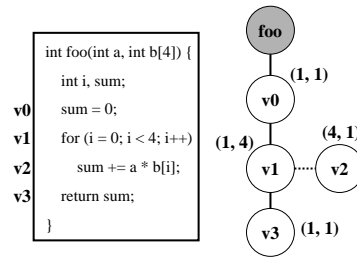 int foo(int a, int b[4]) {
int i, sum;
v0 sum = 0;
v1 for (i = 0; i < 4; i++)
v2 sum += a * b[i];
v3 return sum;
}
foo
(1, 1)
v0
(1, 4)
(4, 1)
v1
v2
v3
(1, 1)